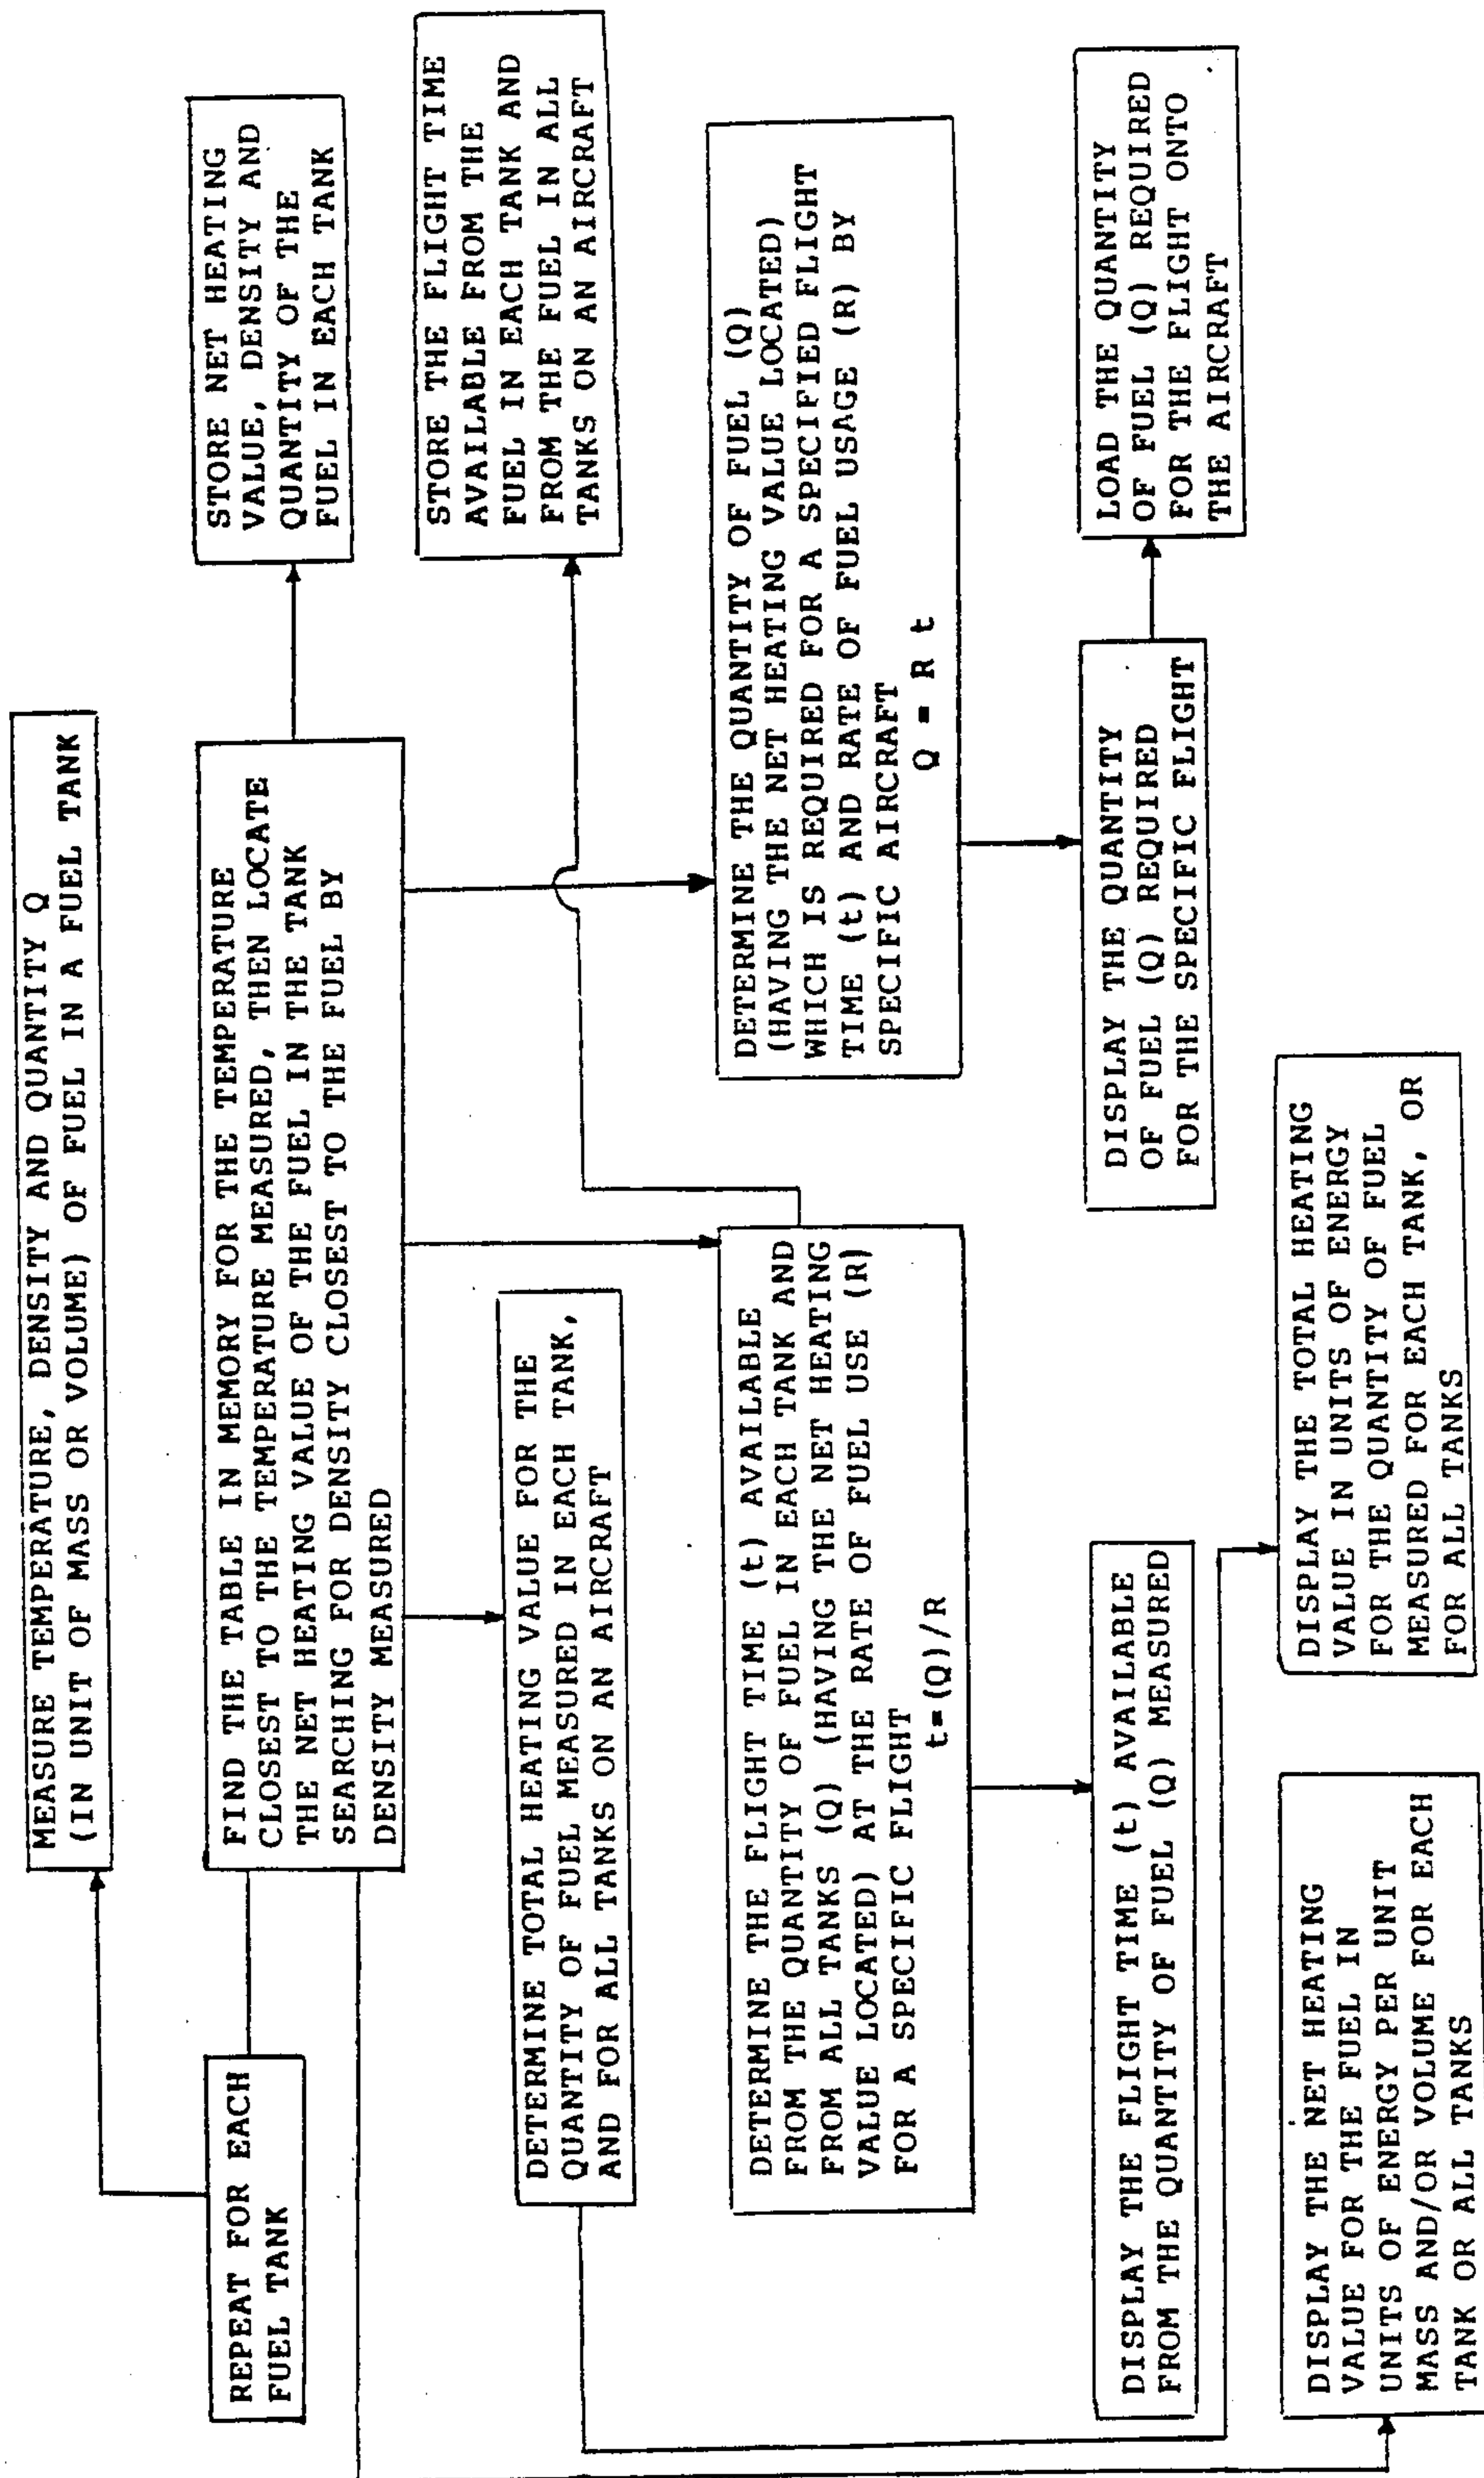 MEASURE TEMPERATURE, DENSITY AND QUANTITY Q
(IN UNIT OF MASS OR VOLUME) OF FUEL IN A FUEL TANK
REPEAT FOR EACH
FUEL TANK
FIND THE TABLE IN MEMORY FOR THE TEMPERATURE
CLOSEST TO THE TEMPERATURE MEASURED, THEN LOCATE
THE NET HEATING VALUE OF THE FUEL IN THE TANK
SEARCHING FOR DENSITY CLOSEST TO THE FUEL BY
DENSITY MEASURED
STORE NET HEATING
VALUE, DENSITY AND
QUANTITY OF THE
FUEL IN EACH TANK
STORE THE FLIGHT TIME
AVAILABLE FROM THE
FUEL IN EACH TANK AND
FROM THE FUEL IN ALL
TANKS ON AN AIRCRAFT
DETERMINE TOTAL HEATING VALUE FOR THE
QUANTITY OF FUEL MEASURED IN EACH TANK,
AND FOR ALL TANKS ON AN AIRCRAFT
DETERMINE THE FLIGHT TIME (t) AVAILABLE
FROM THE QUANTITY OF FUEL IN EACH TANK AND
FROM ALL TANKS (Q) (HAVING THE NET HEATING
VALUE LOCATED) AT THE RATE OF FUEL USE (R)
FOR A SPECIFIC FLIGHT
t=(Q)/R
DETERMINE THE QUANTITY OF FUEL (Q)
(HAVING THE NET HEATING VALUE LOCATED)
WHICH IS REQUIRED FOR A SPECIFIED FLIGHT
TIME (t) AND RATE OF FUEL USAGE (R) BY
SPECIFIC AIRCRAFT
Q = R t
DISPLAY THE FLIGHT TIME (t) AVAILABLE
FROM THE QUANTITY OF FUEL (Q) MEASURED
DISPLAY THE QUANTITY
OF FUEL (Q) REQUIRED
FOR THE SPECIFIC FLIGHT
LOAD THE QUANTITY
OF FUEL (Q) REQUIRED
FOR THE FLIGHT ONTO
THE AIRCRAFT
DISPLAY THE NET HEATING
VALUE FOR THE FUEL IN
UNITS OF ENERGY PER UNIT
MASS AND/OR VOLUME FOR EACH
TANK OR ALL TANKS
DISPLAY THE TOTAL HEATING
VALUE IN UNITS OF ENERGY
FOR THE QUANTITY OF FUEL
MEASURED FOR EACH TANK, OR
FOR ALL TANKS